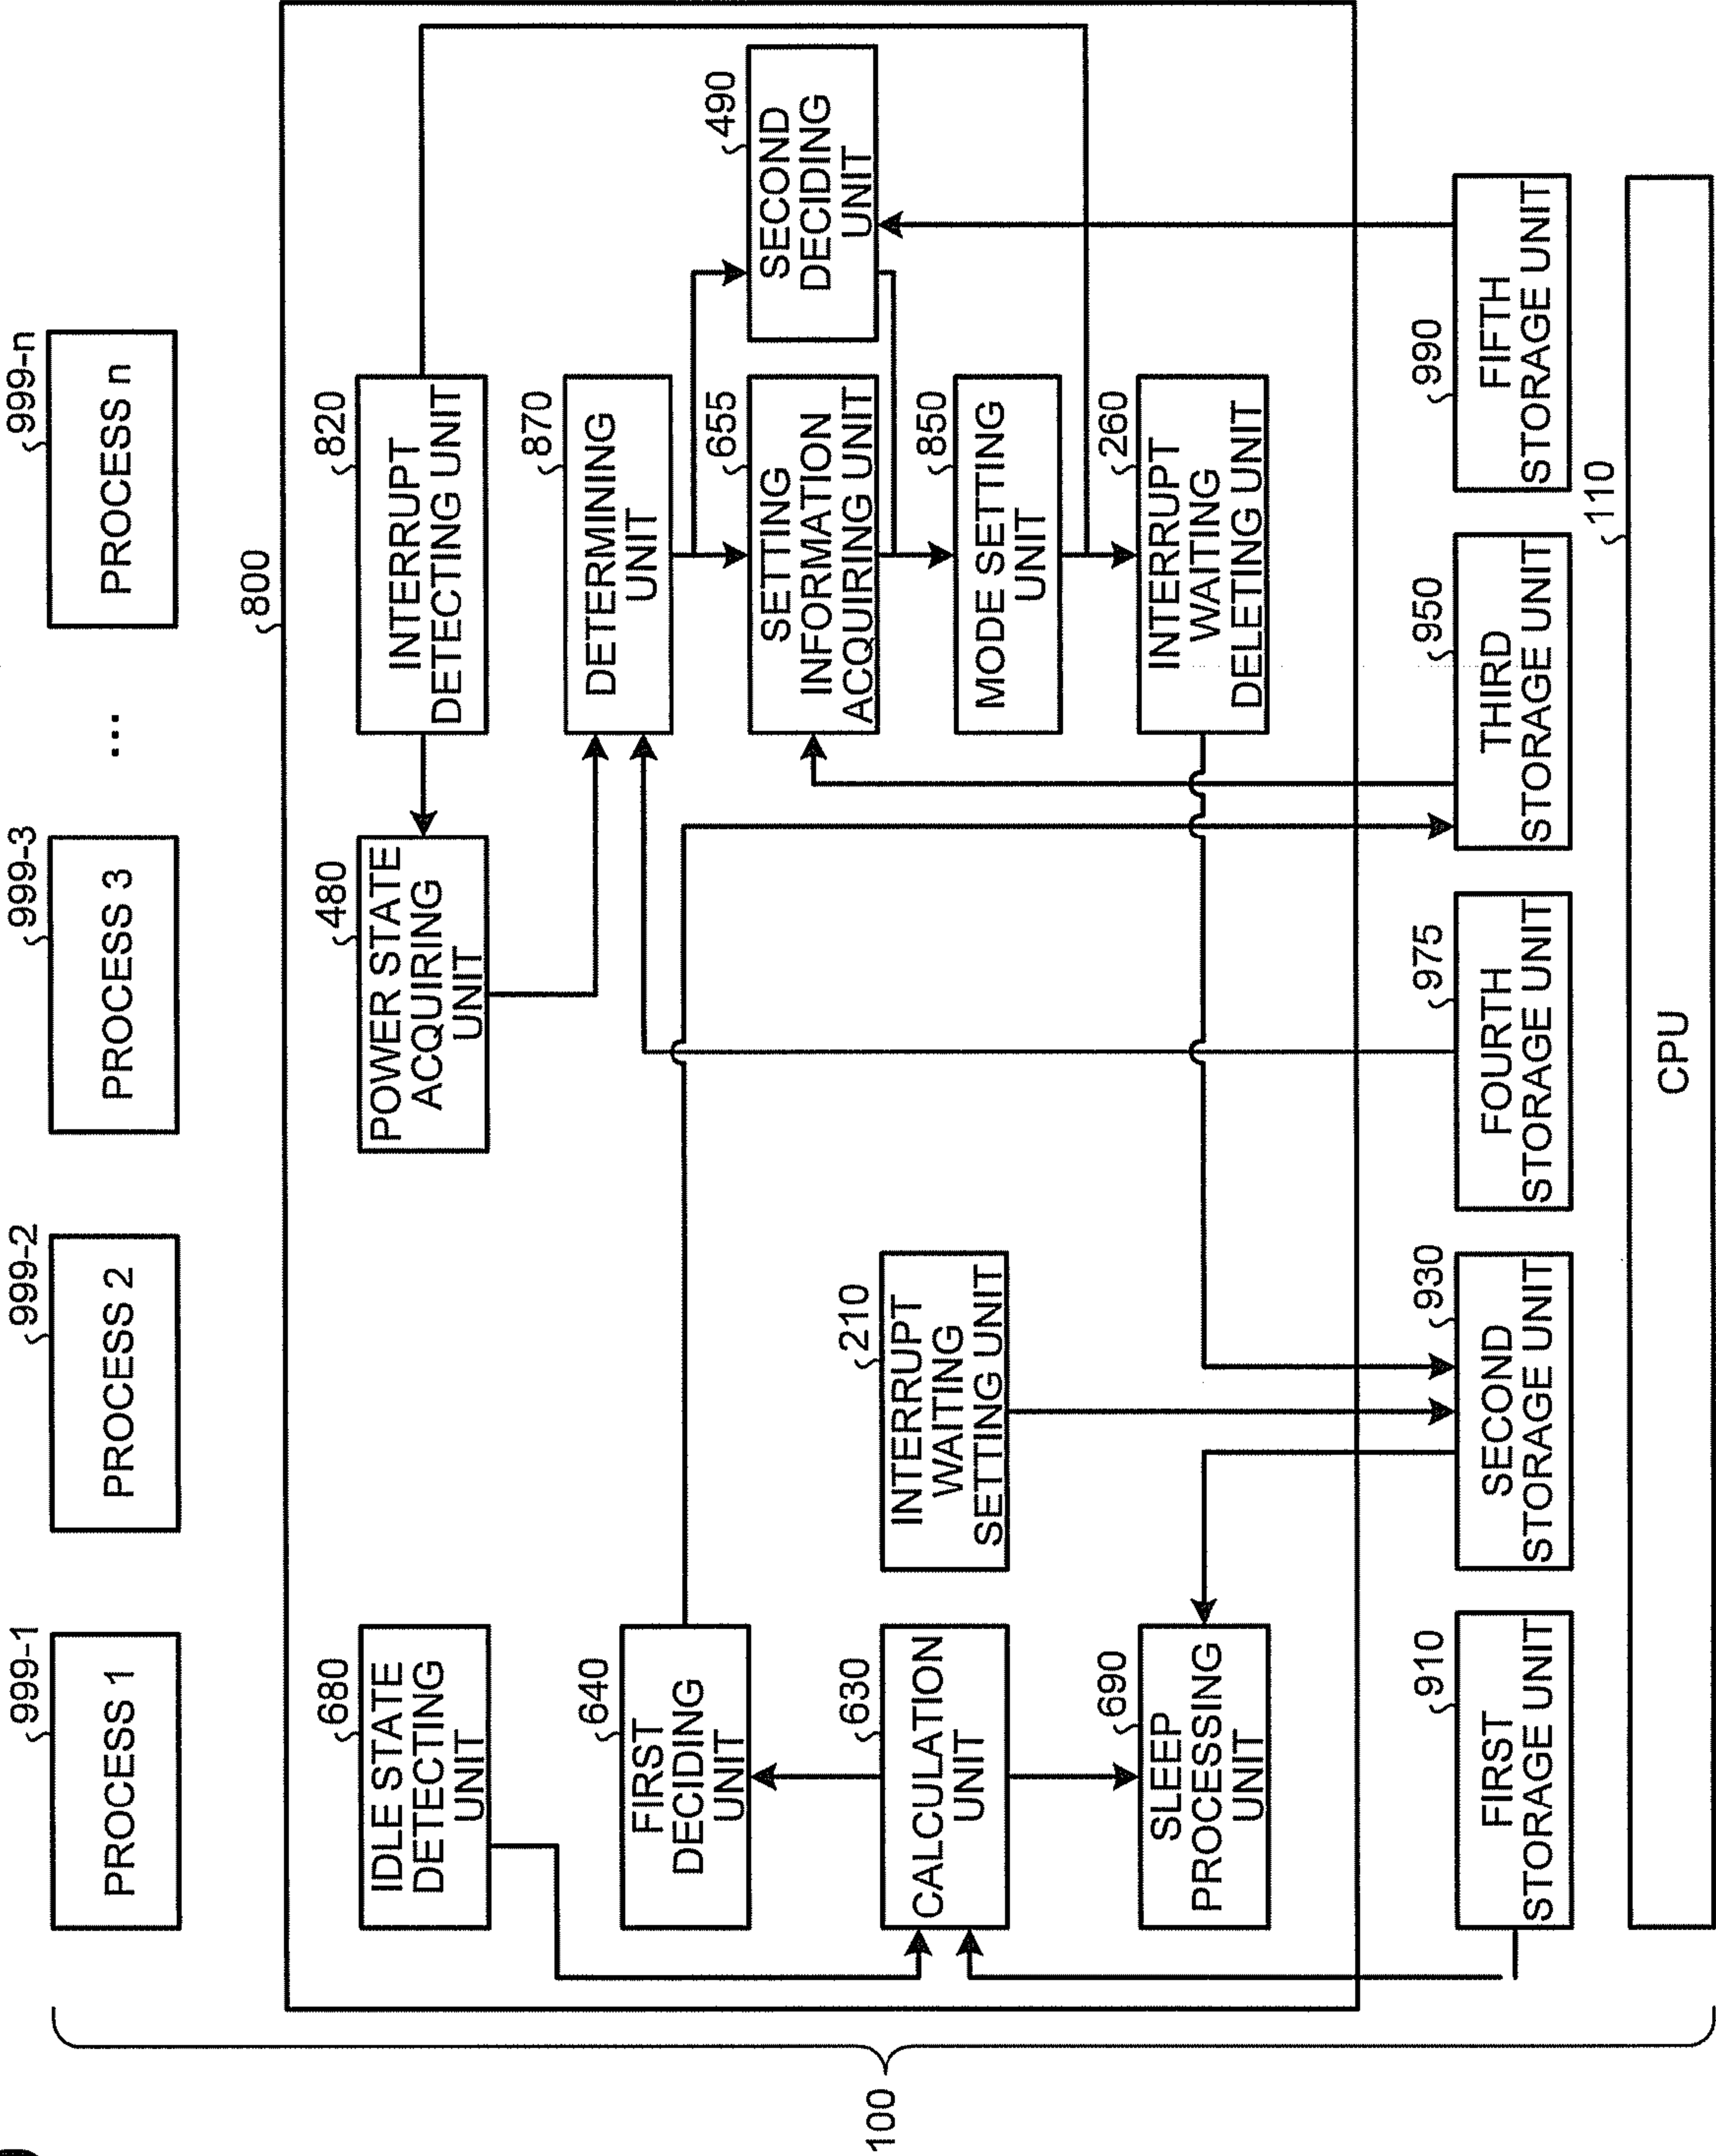 100
999-1
PROCESS 1
999-2
PROCESS 2
999-3
PROCESS 3
...
999-n
PROCESS n
800
680
IDLE STATE
DETECTING
UNIT
480
POWER STATE
ACQUIRING
UNIT
820
INTERRUPT
DETECTING UNIT
640
FIRST
DECIDING
UNIT
870
DETERMINING
UNIT
630
CALCULATION
UNIT
210
INTERRUPT
WAITING
SETTING UNIT
655
SETTING
INFORMATION
ACQUIRING UNIT
490
SECOND
DECIDING
UNIT
850
MODE SETTING
UNIT
690
SLEEP
PROCESSING
UNIT
260
INTERRUPT
WAITING
DELETING UNIT
910
FIRST
STORAGE UNIT
930
SECOND
STORAGE UNIT
975
FOURTH
STORAGE UNIT
950
THIRD
STORAGE UNIT
990
FIFTH
STORAGE UNIT
110
CPU